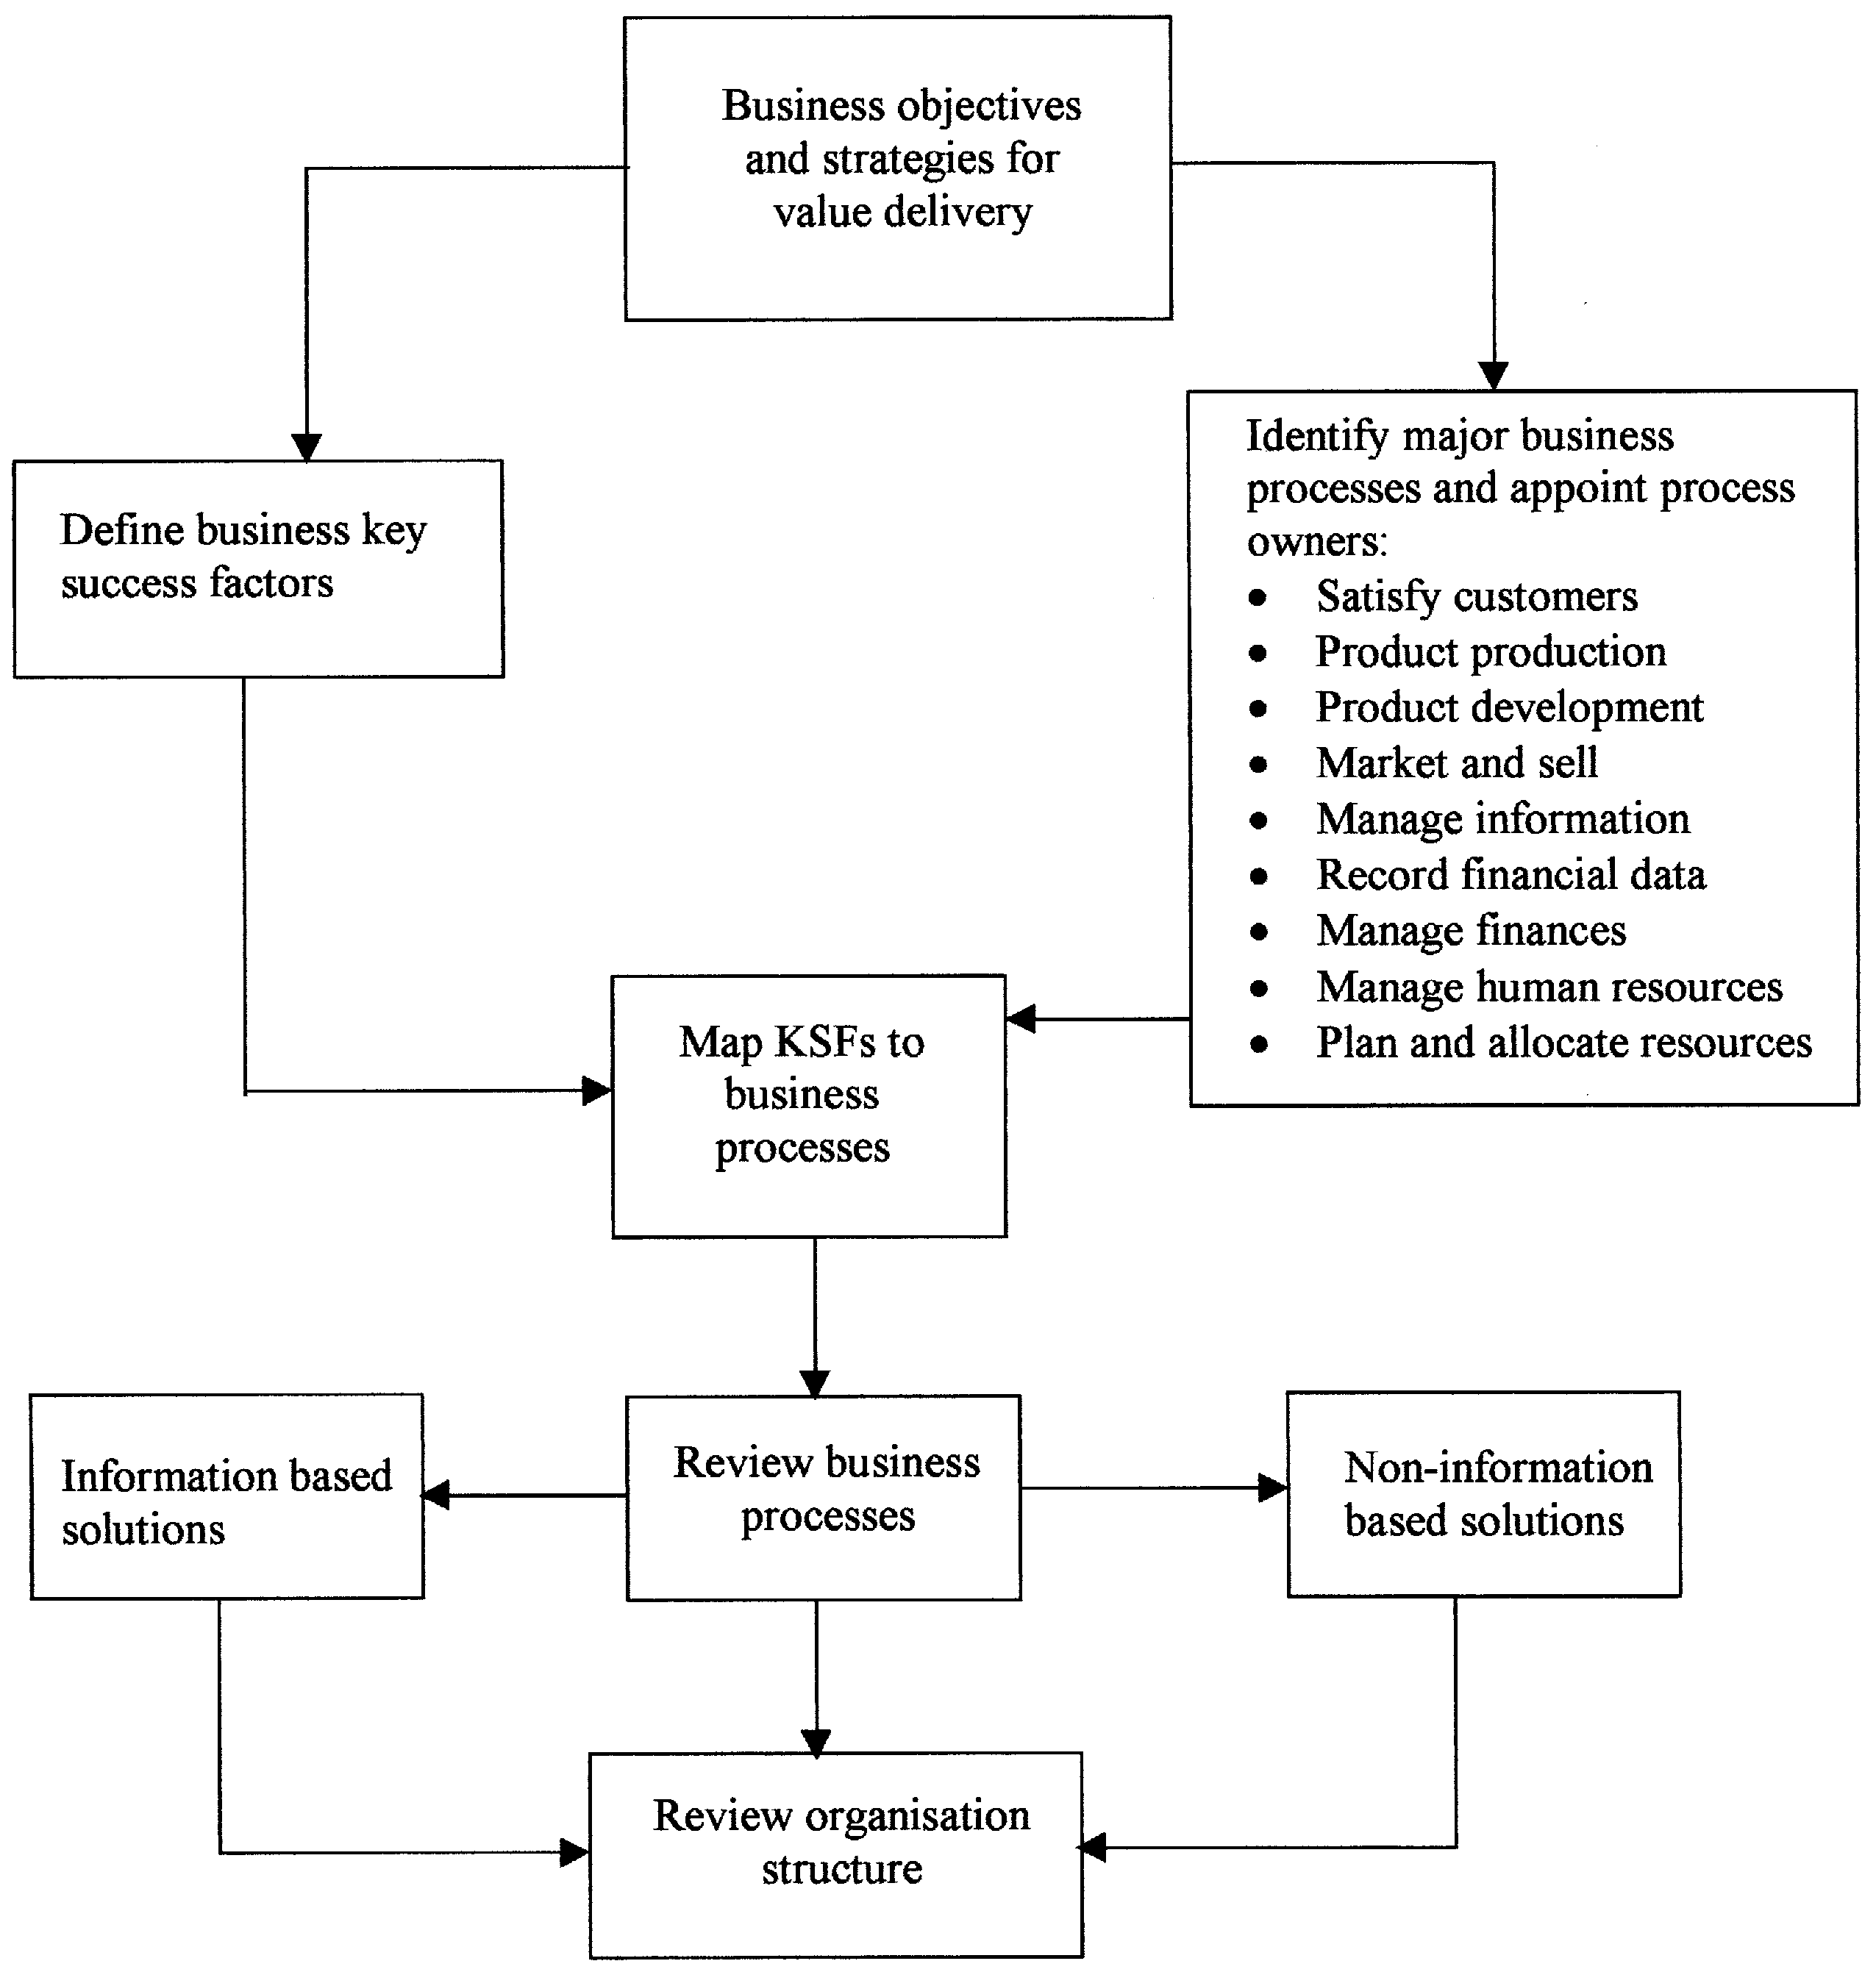 Business objectives
and strategies for
value delivery
Define business key
success factors
Identify major business
processes and appoint process
owners:
• Satisfy customers
• Product production
• Product development
• Market and sell
• Manage information
• Record financial data
• Manage finances
• Manage human resources
• Plan and allocate resources
Map KSFs to
business
processes
Information based
solutions
Review business
processes
Non-information
based solutions
Review organisation
structure